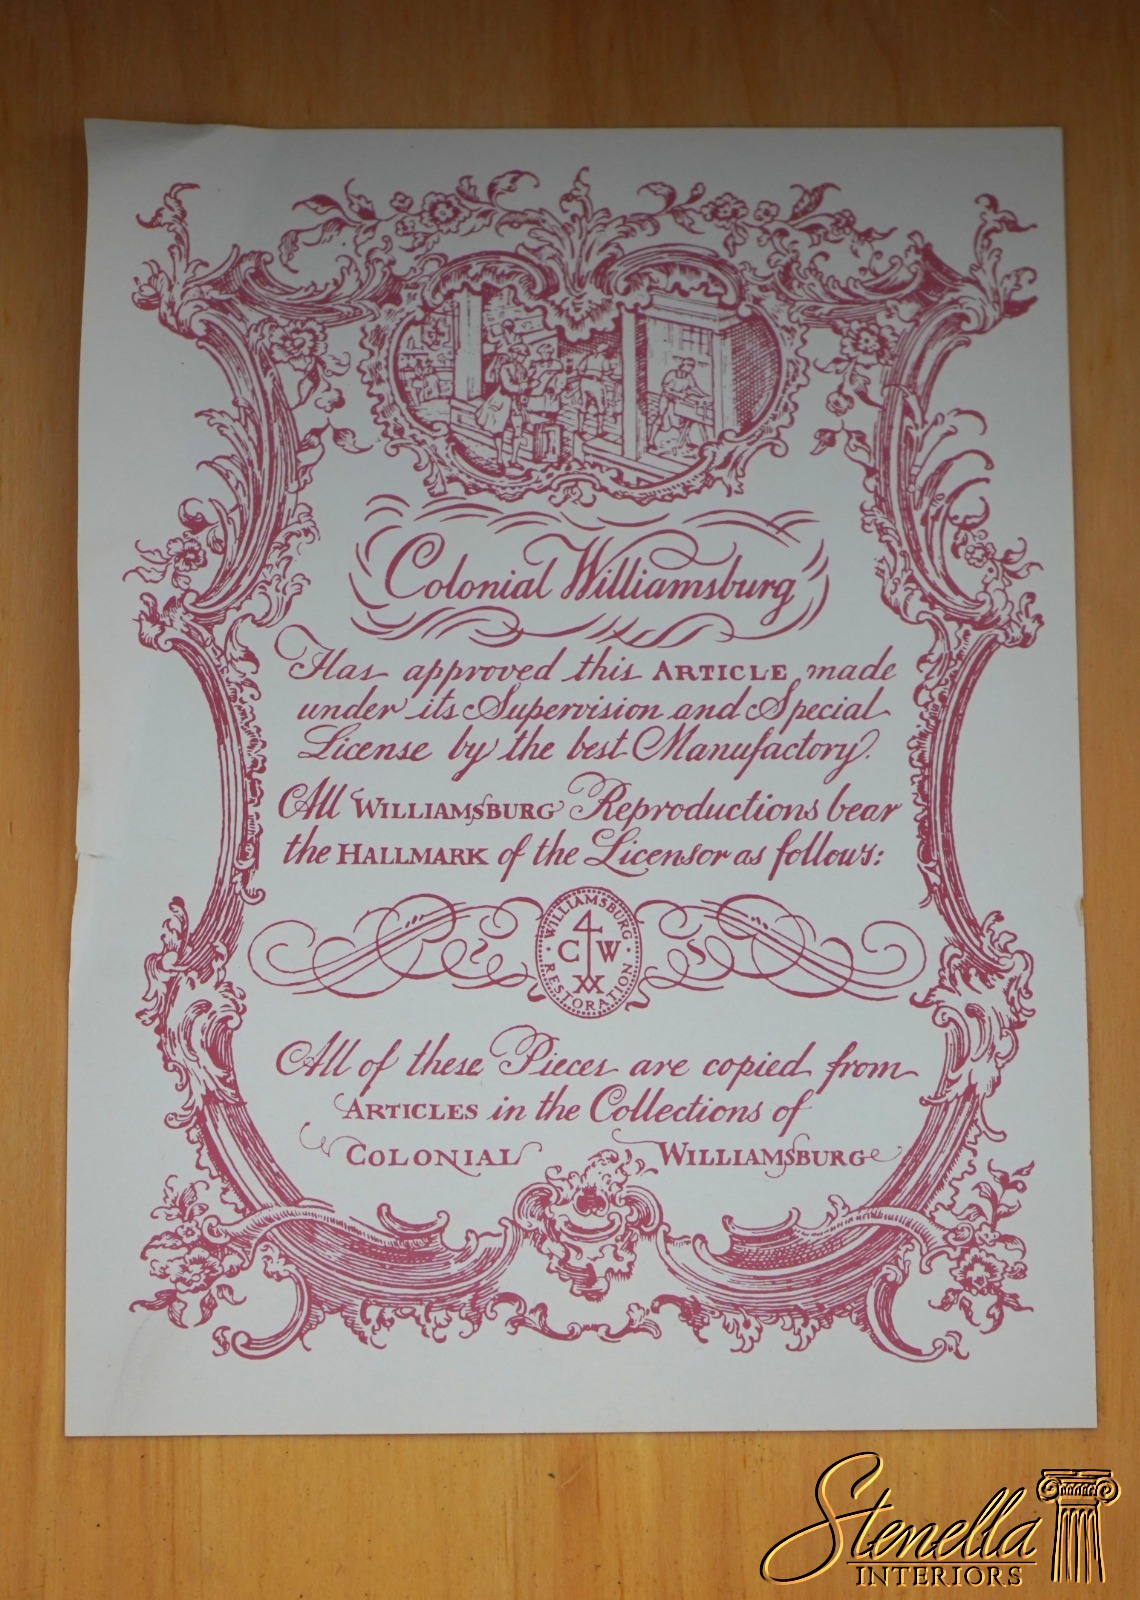 Colonial Williamsburg
Has approved this ARTICLE made
under its Supervision and Special
License by the best Manufactory.
All WILLIAMSBURG Reproductions bear
the HALLMARK of the Licensor as follows:
WILLIAMSBURG
C W
RESTORATION
All of these Pieces are copied from
ARTICLES in the Collections of
COLONIAL WILLIAMSBURG
Stenella
INTERIORS